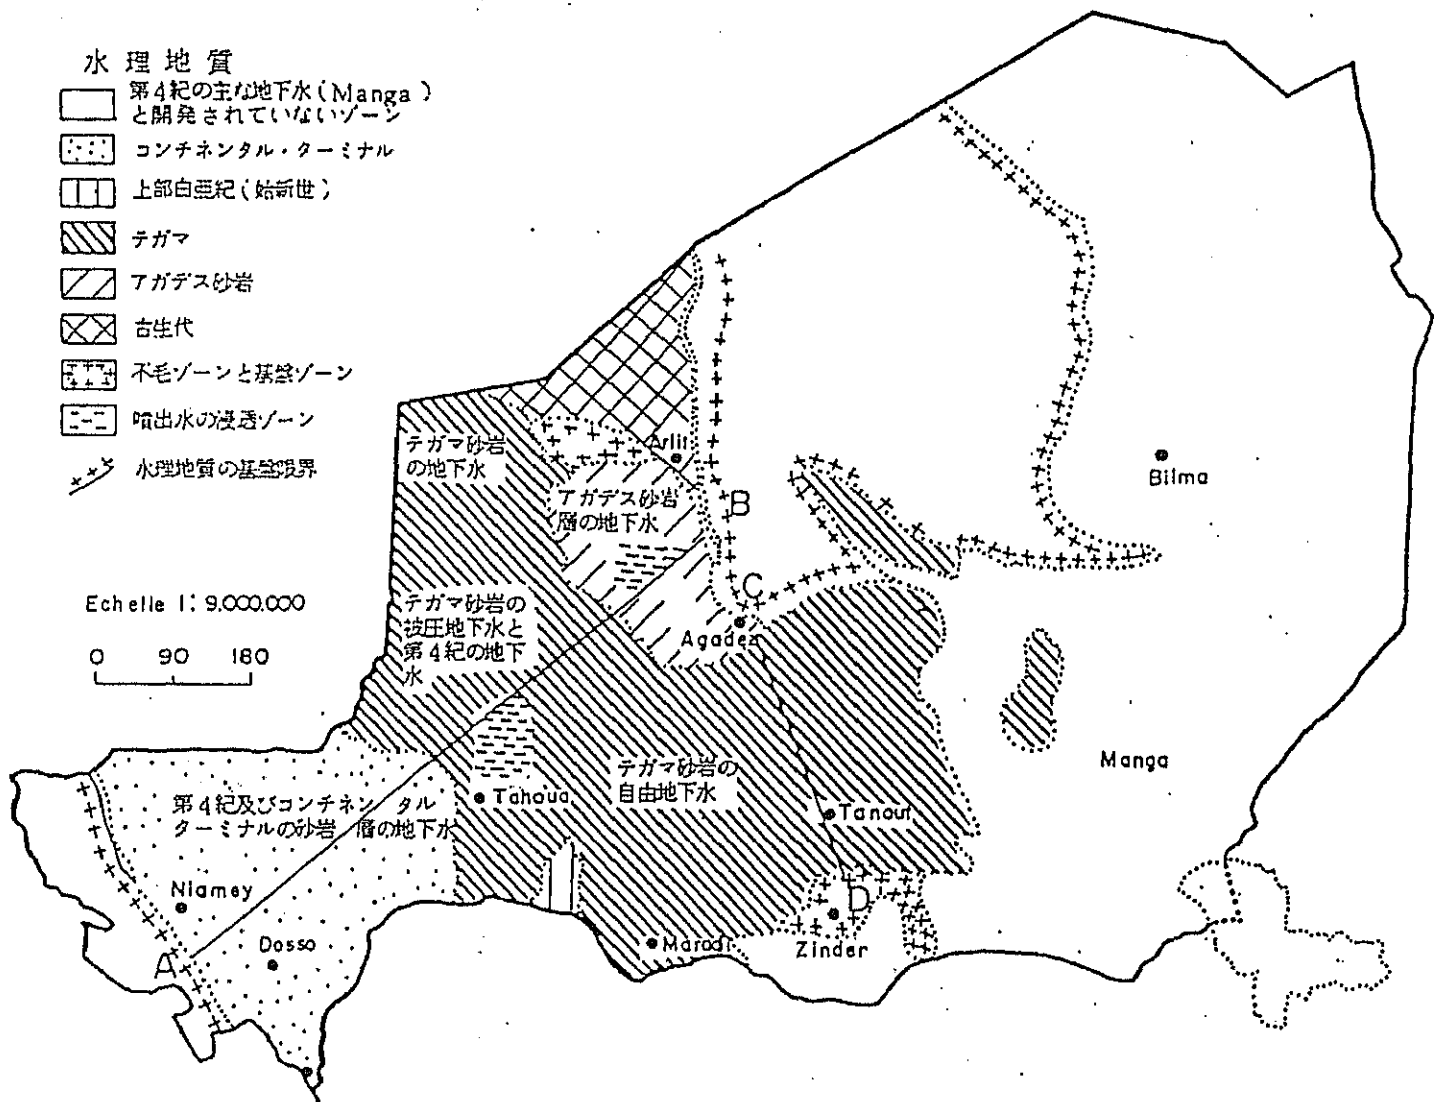 水理地質
第4紀の主な地下水(Manga)
と開発されていないゾーン
コンチネンタル・ターミナル
上部白亜紀(始新世)
テガマ
アガデス砂岩
古生代
不毛ゾーンと基盤ゾーン
噴出水の浸透ゾーン
水理地質の基盤限界
Echelle 1:9.000.000
0 90 180
テガマ砂岩
の地下水
Arlit
アガデス砂岩
層の地下水
B
Bilma
C
テガマ砂岩の
被圧地下水と
第4紀の地下
水
Agadez
Manga
テガマ砂岩の
自由地下水
Tahoua
Tanout
第4紀及びコンチネンタル
ターミナルの砂岩 層の地下水
Niamey
D
Dosso
Maradi
Zinder
A